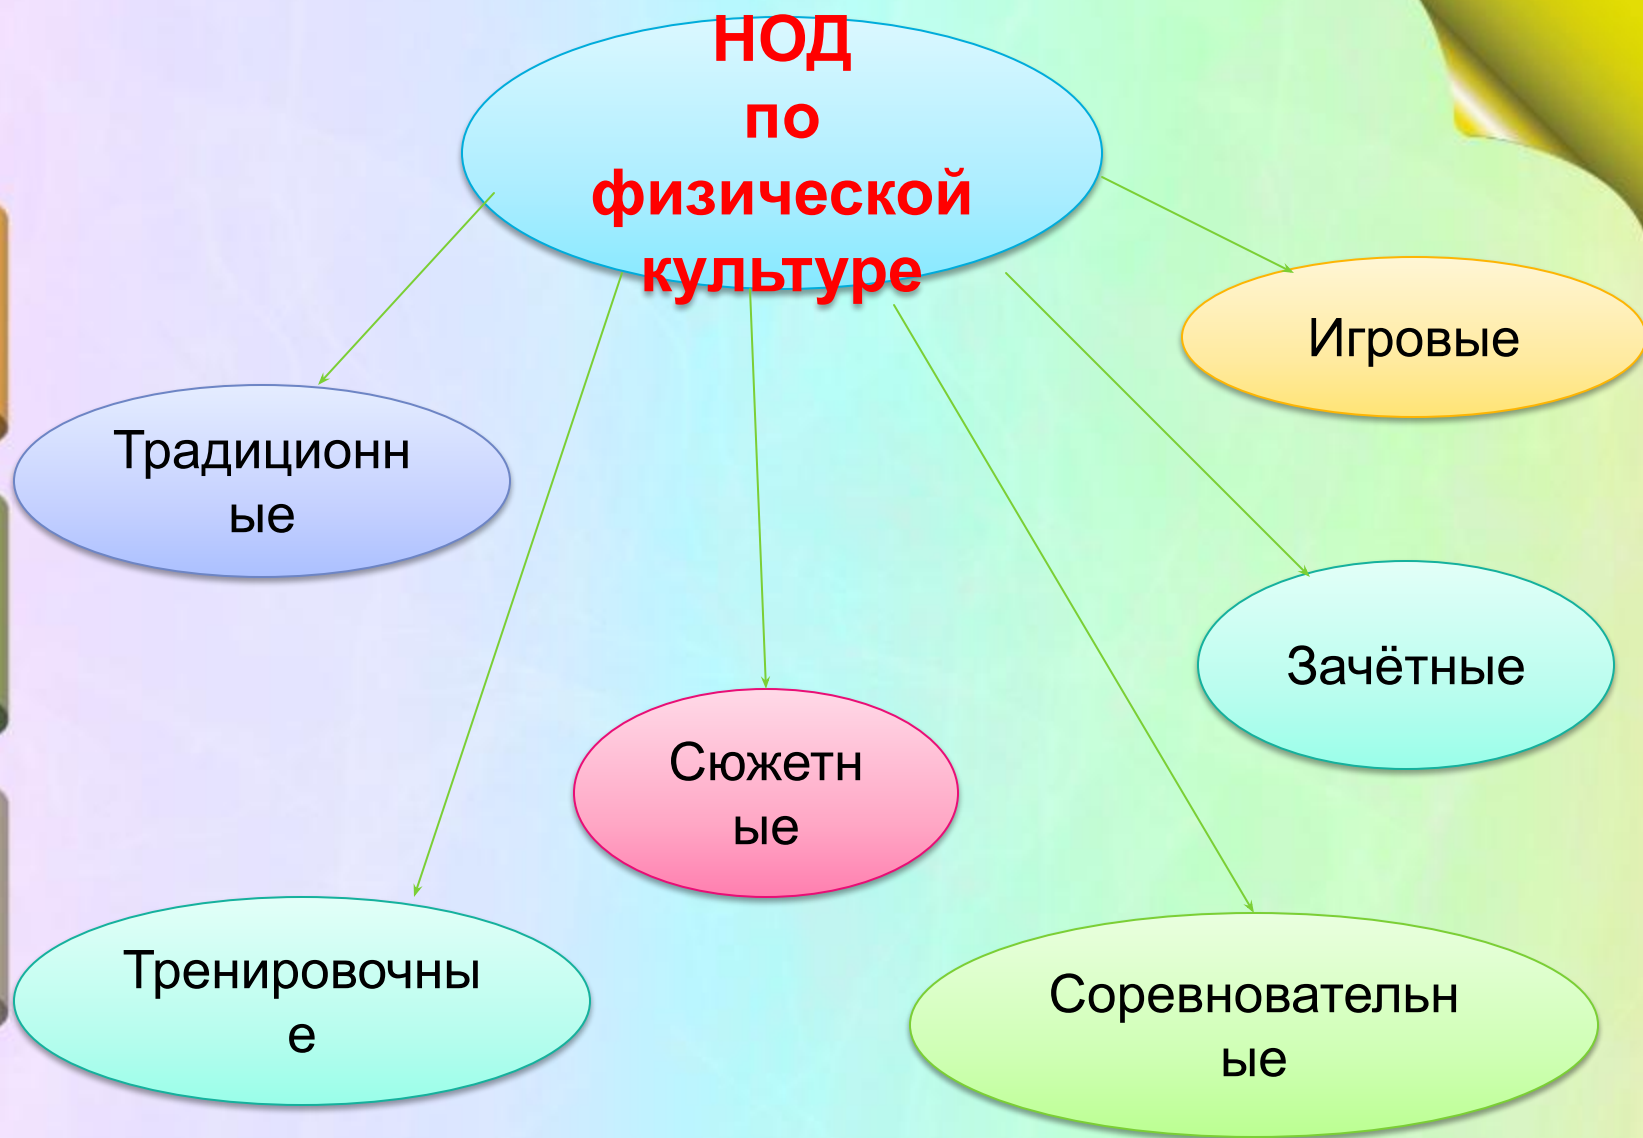 НОД
по
физической
культуре
Игровые
Традиционн
ые
Зачётные
Сюжетн
ые
Тренировочны
е
Соревновательн
ые